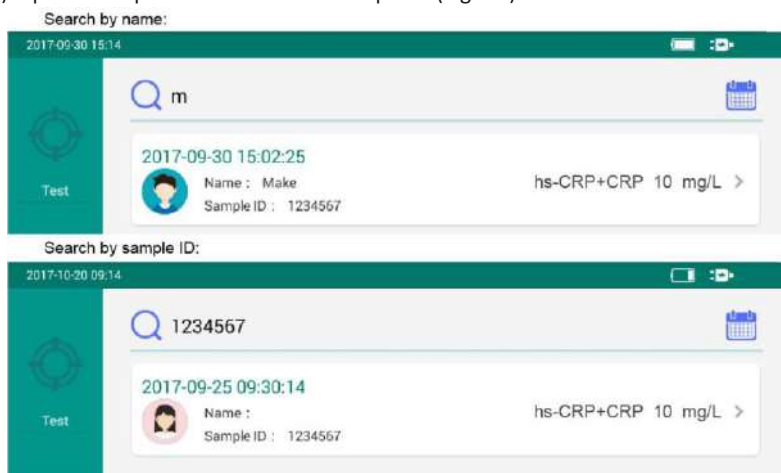 Search by name:
2017-09-30 15:14
m
2017-09-30 15:02:25
Name : Make
hs-CRP+CRP 10 mg/L >
Test
Sample ID : 1234567
Search by sample ID:
2017-10-20 09:14
1234567
2017-09-25 09:30:14
Name :
hs-CRP+CRP 10 mg/L >
Test
Sample ID : 1234567